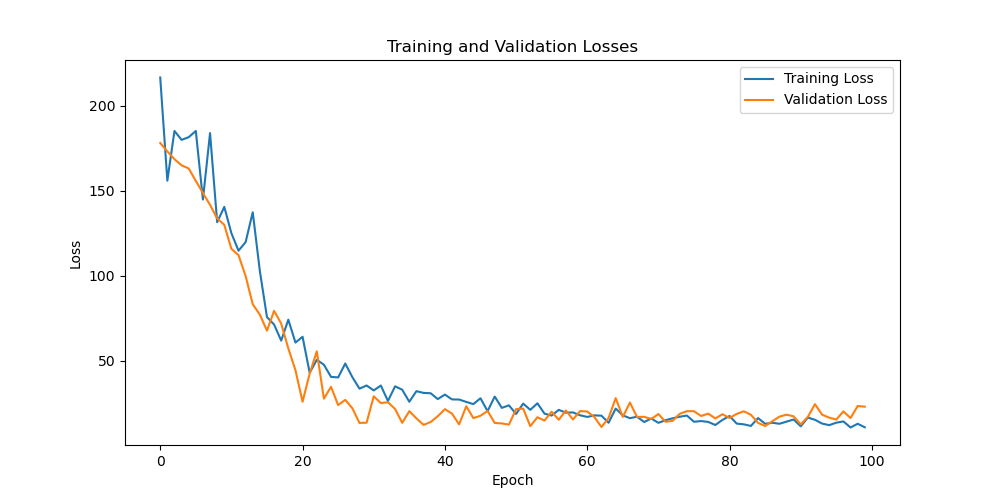 Training and Validation Losses
Training Loss
Validation Loss
Loss
200
150
100
50
0 20 40 60 80 100
Epoch